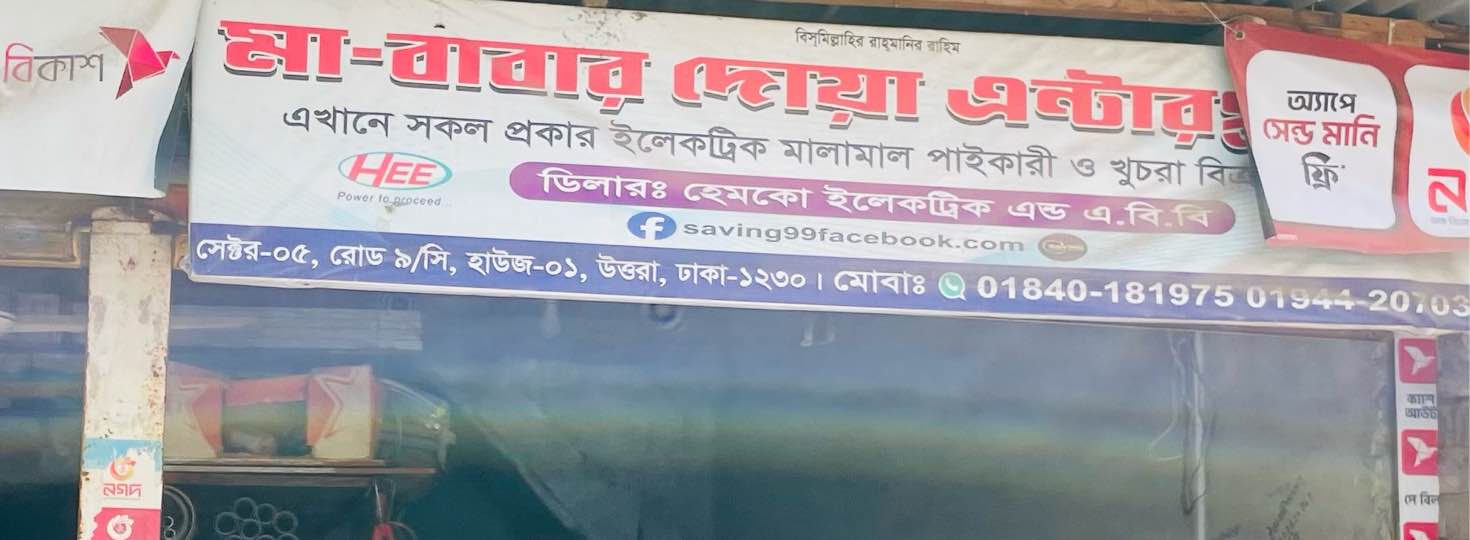 বিকাশ
বিসমিল্লাহির রাহমানির রাহিম
মা-বাবার দোয়া এন্টার
এখানে সকল প্রকার ইলেকট্রিক মালামাল পাইকারী ও খুচরা বিক্র
HEE
Power to proceed...
ডিলারঃ হেমকো ইলেকট্রিক এন্ড এ.বি.বি
saving99facebook.com
সেক্টর-০৫, রোড ৯/সি, হাউজ-০১, উত্তরা, ঢাকা-১২৩০। মোবাঃ 01840-181975 01944-20703
অ্যাপে
সেন্ড মানি
ফ্রি
ন
ক্যাশ
আউট
পে বিল
নগদ